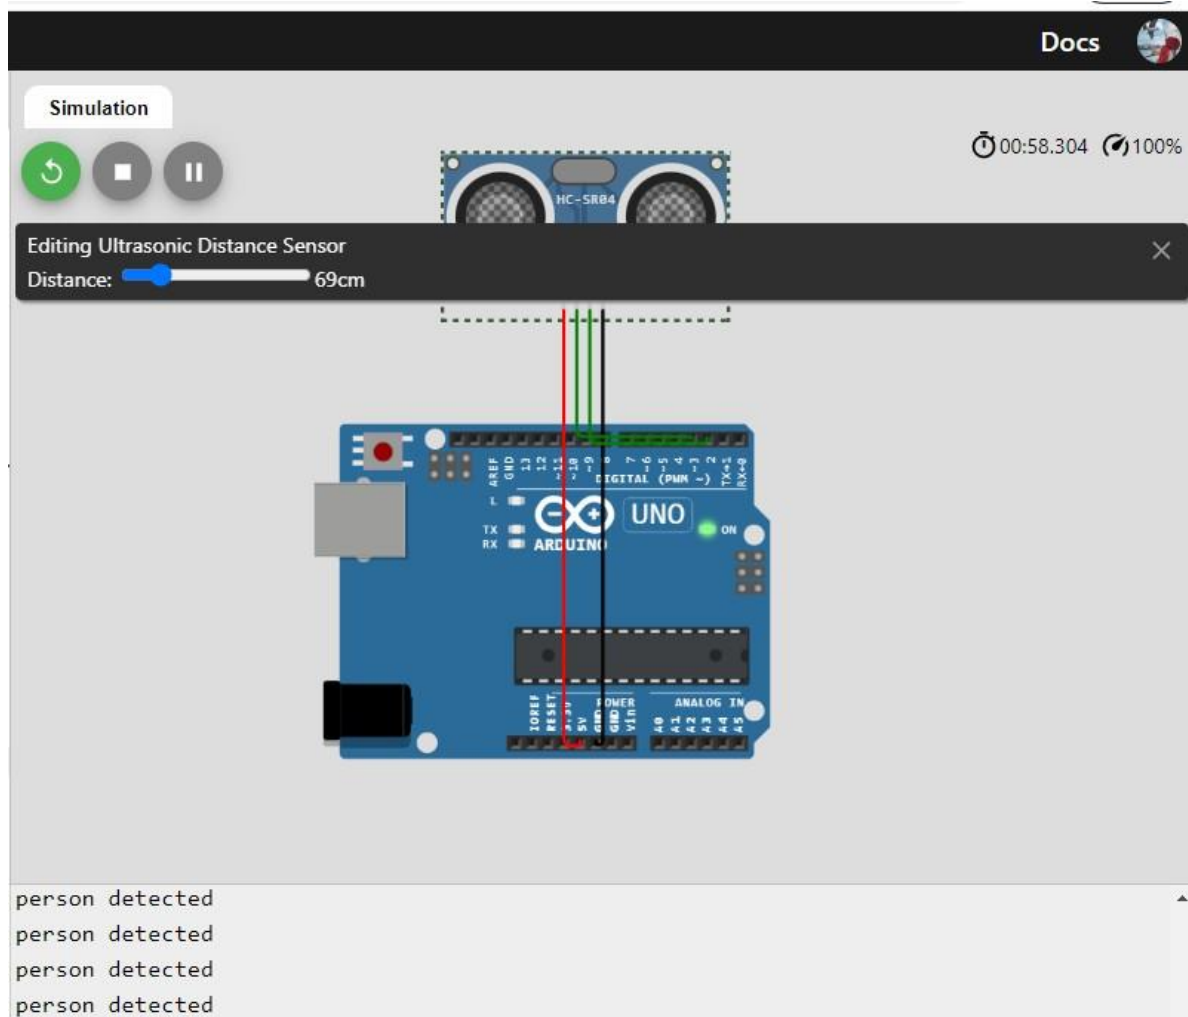 Docs
Simulation
00:58.304 100%
HC-SR04
Editing Ultrasonic Distance Sensor
Distance: 69cm
AREF GND 13 12 ~11 ~10 ~9 8 7 ~6 ~5 4 ~3 2 TX→1 RX←0
DIGITAL (PWM ~)
L
UNO
TX ON
RX ARDUINO
POWER ANALOG IN
IOREF RESET 3.3V 5V GND GND Vin A0 A1 A2 A3 A4 A5
person detected
person detected
person detected
person detected